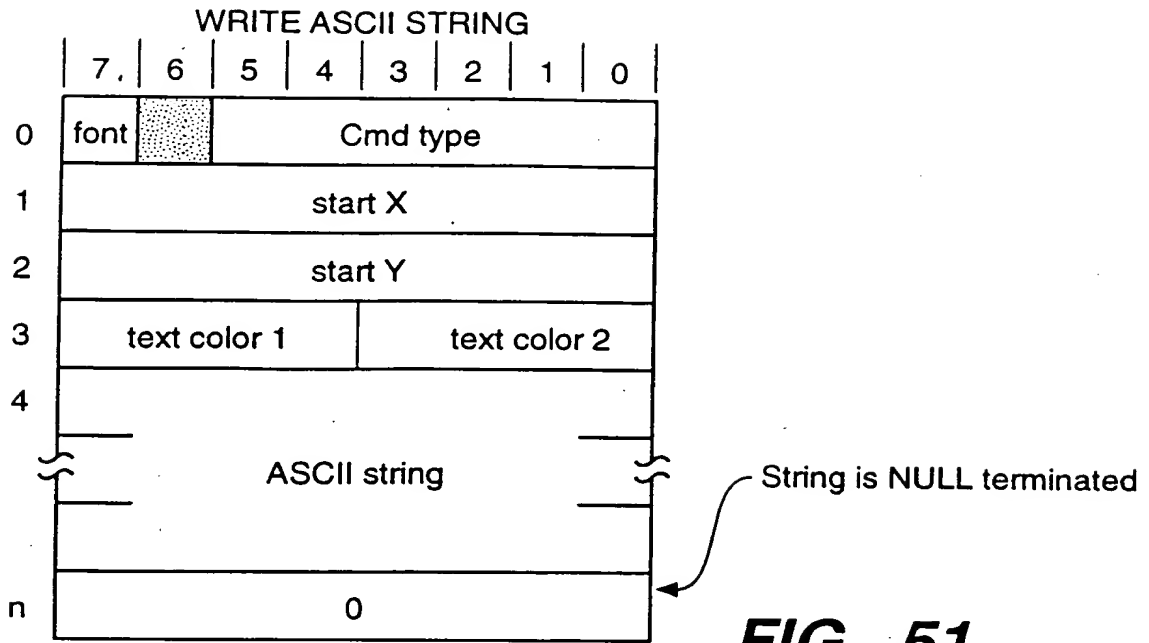 WRITE ASCII STRING
7. 6 5 4 3 2 1 0
0 font Cmd type
1 start X
2 start Y
3 text color 1 text color 2
4
ASCII string
String is NULL terminated
n 0
FIG._51